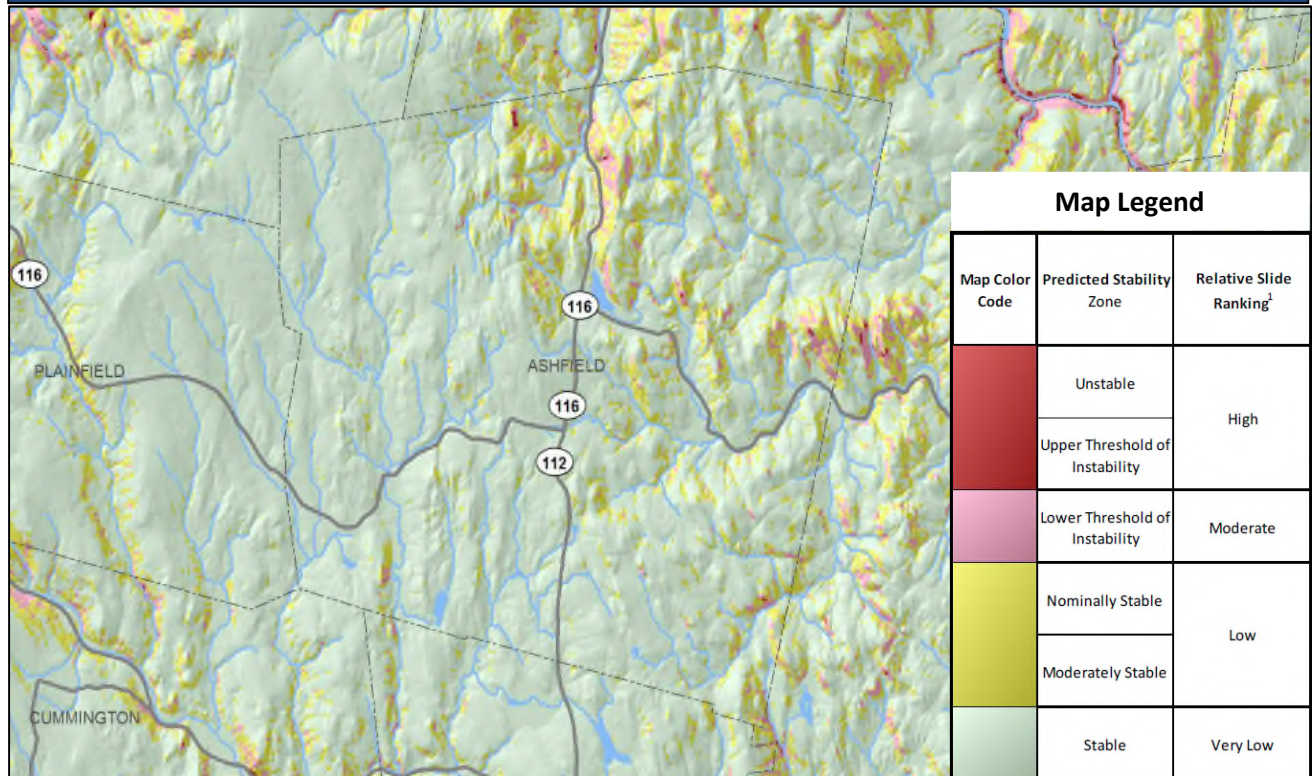 116
PLAINFIELD
116
ASHFIELD
116
112
CUMMINGTON
Map Legend
Map Color
Code
Predicted Stability
Zone
Relative Slide
Ranking1
Unstable
Upper Threshold of
Instability
High
Lower Threshold of
Instability
Moderate
Nominally Stable
Moderately Stable
Low
Stable
Very Low